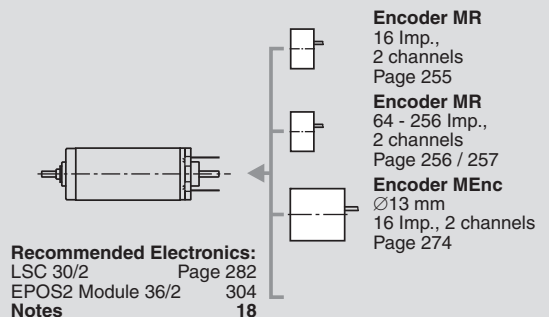 Encoder MR
16 Imp.,
2 channels
Page 255
Encoder MR
64 - 256 Imp.,
2 channels
Page 256 / 257
Encoder MEnc
∅13 mm
16 Imp., 2 channels
Page 274
Recommended Electronics:
LSC 30/2 Page 282
EPOS2 Module 36/2 304
Notes 18